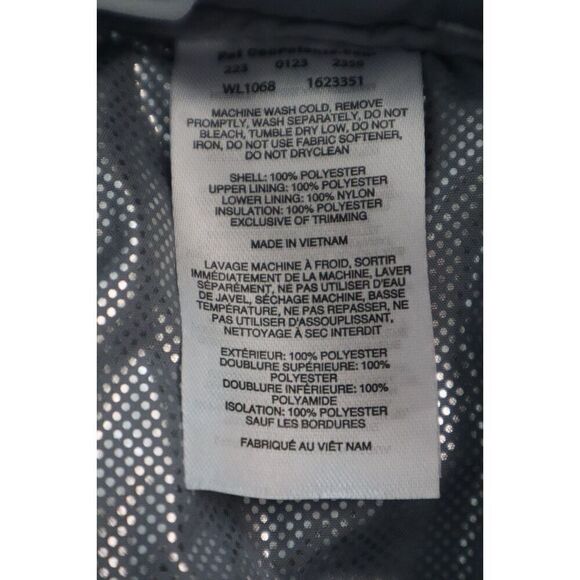 223 0123 2359
WL1068 1623351
MACHINE WASH COLD, REMOVE
PROMPTLY, WASH SEPARATELY, DO NOT
BLEACH, TUMBLE DRY LOW, DO NOT
IRON, DO NOT USE FABRIC SOFTENER,
DO NOT DRYCLEAN
SHELL: 100% POLYESTER
UPPER LINING: 100% POLYESTER
LOWER LINING: 100% NYLON
INSULATION: 100% POLYESTER
EXCLUSIVE OF TRIMMING
MADE IN VIETNAM
LAVAGE MACHINE À FROID, SORTIR
IMMÉDIATEMENT DE LA MACHINE, LAVER
SÉPARÉMENT, NE PAS UTILISER D'EAU
DE JAVEL, SÉCHAGE MACHINE, BASSE
TEMPÉRATURE, NE PAS REPASSER, NE
PAS UTILISER D'ASSOUPLISSANT,
NETTOYAGE À SEC INTERDIT
EXTÉRIEUR: 100% POLYESTER
DOUBLURE SUPÉRIEURE: 100%
POLYESTER
DOUBLURE INFÉRIEURE: 100%
POLYAMIDE
ISOLATION: 100% POLYESTER
SAUF LES BORDURES
FABRIQUÉ AU VIÊT NAM